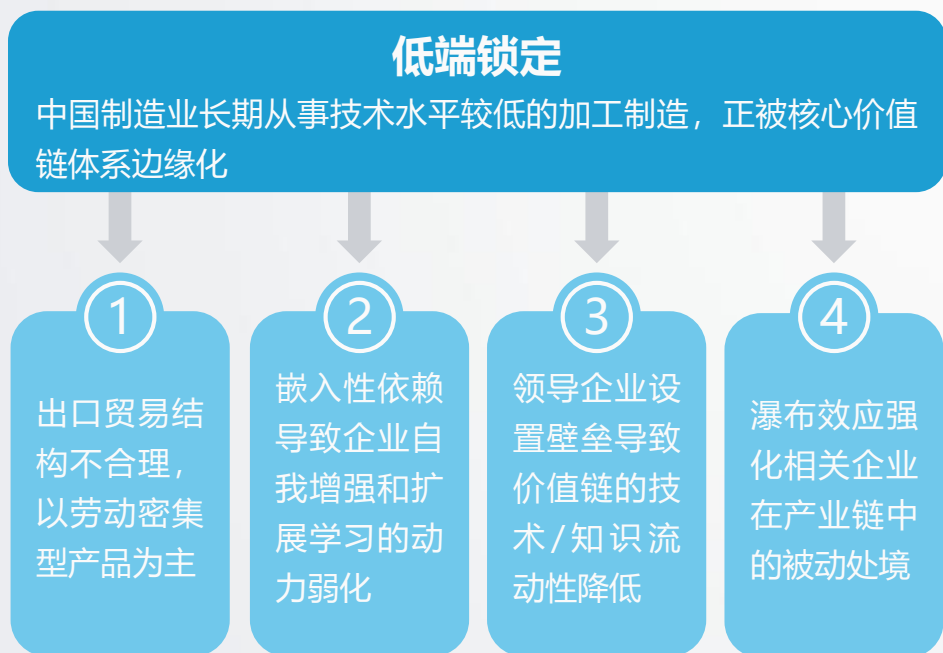 低端锁定
中国制造业长期从事技术水平较低的加工制造，正被核心价值
链体系边缘化
1
出口贸易结
构不合理，
以劳动密集
型产品为主
2
嵌入性依赖
导致企业自
我增强和扩
展学习的动
力弱化
3
领导企业设
置壁垒导致
价值链的技
术/知识流
动性降低
4
瀑布效应强
化相关企业
在产业链中
的被动处境